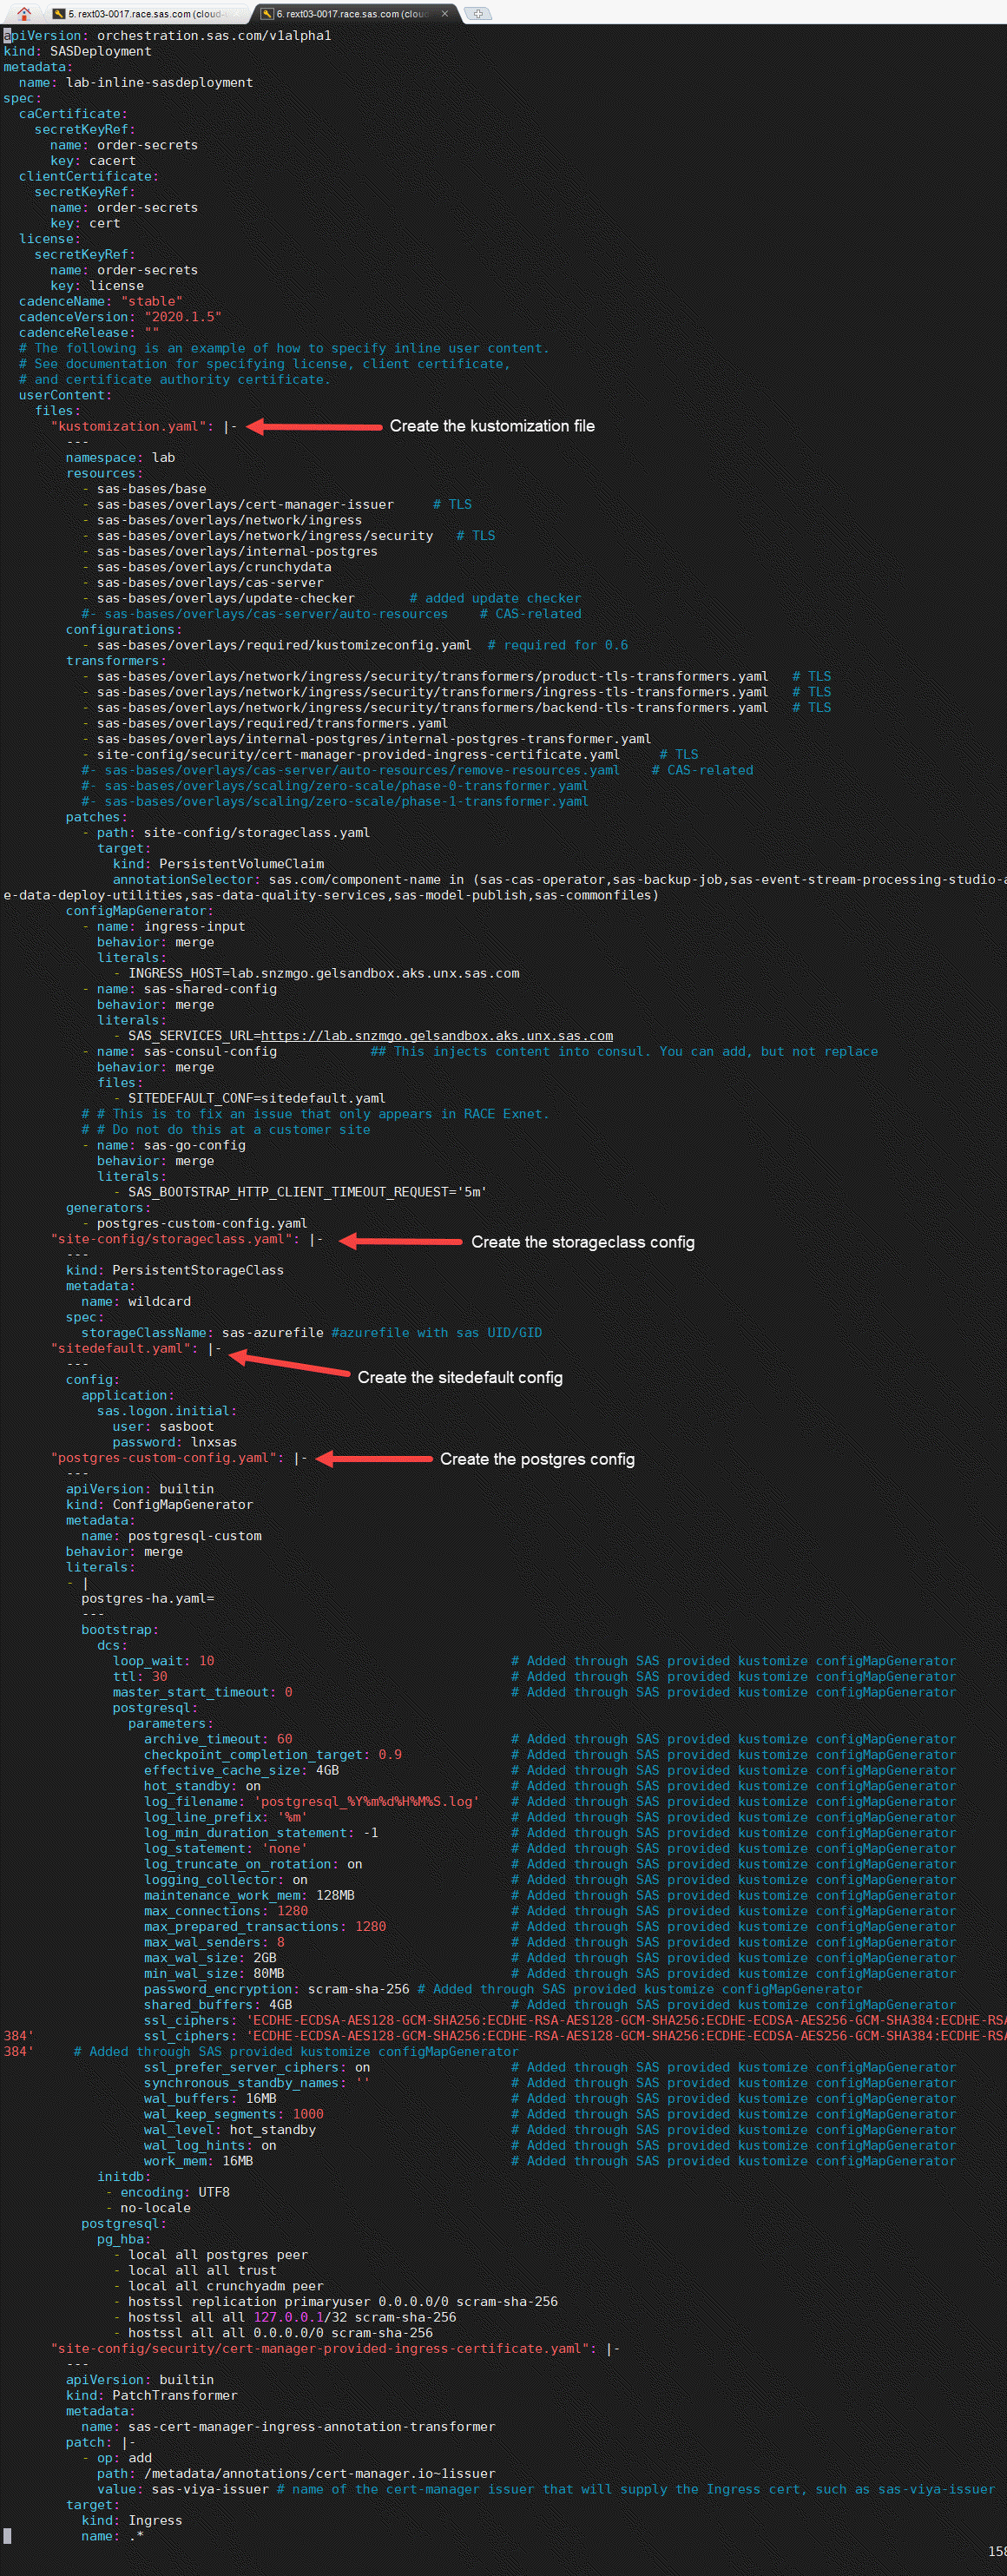 5. rext03-0017.race.sas.com (cloud-
6. rext03-0017.race.sas.com (cloud
apiVersion: orchestration.sas.com/v1alpha1
kind: SASDeployment
metadata:
  name: lab-inline-sasdeployment
spec:
  caCertificate:
    secretKeyRef:
      name: order-secrets
      key: cacert
  clientCertificate:
    secretKeyRef:
      name: order-secrets
      key: cert
  license:
    secretKeyRef:
      name: order-secrets
      key: license
  cadenceName: "stable"
  cadenceVersion: "2020.1.5"
  cadenceRelease: ""
  # The following is an example of how to specify inline user content.
  # See documentation for specifying license, client certificate,
  # and certificate authority certificate.
  userContent:
    files:
      "kustomization.yaml": |- Create the kustomization file
        ---
        namespace: lab
        resources:
          - sas-bases/base
          - sas-bases/overlays/cert-manager-issuer     # TLS
          - sas-bases/overlays/network/ingress
          - sas-bases/overlays/network/ingress/security   # TLS
          - sas-bases/overlays/internal-postgres
          - sas-bases/overlays/crunchydata
          - sas-bases/overlays/cas-server
          - sas-bases/overlays/update-checker       # added update checker
          #- sas-bases/overlays/cas-server/auto-resources    # CAS-related
        configurations:
          - sas-bases/overlays/required/kustomizeconfig.yaml  # required for 0.6
        transformers:
          - sas-bases/overlays/network/ingress/security/transformers/product-tls-transformers.yaml   # TLS
          - sas-bases/overlays/network/ingress/security/transformers/ingress-tls-transformers.yaml   # TLS
          - sas-bases/overlays/network/ingress/security/transformers/backend-tls-transformers.yaml   # TLS
          - sas-bases/overlays/required/transformers.yaml
          - sas-bases/overlays/internal-postgres/internal-postgres-transformer.yaml
          - site-config/security/cert-manager-provided-ingress-certificate.yaml     # TLS
          #- sas-bases/overlays/cas-server/auto-resources/remove-resources.yaml    # CAS-related
          #- sas-bases/overlays/scaling/zero-scale/phase-0-transformer.yaml
          #- sas-bases/overlays/scaling/zero-scale/phase-1-transformer.yaml
        patches:
          - path: site-config/storageclass.yaml
            target:
              kind: PersistentVolumeClaim
              annotationSelector: sas.com/component-name in (sas-cas-operator,sas-backup-job,sas-event-stream-processing-studio-a
e-data-deploy-utilities,sas-data-quality-services,sas-model-publish,sas-commonfiles)
        configMapGenerator:
          - name: ingress-input
            behavior: merge
            literals:
              - INGRESS_HOST=lab.snzmgo.gelsandbox.aks.unx.sas.com
          - name: sas-shared-config
            behavior: merge
            literals:
              - SAS_SERVICES_URL=https://lab.snzmgo.gelsandbox.aks.unx.sas.com
          - name: sas-consul-config            ## This injects content into consul. You can add, but not replace
            behavior: merge
            files:
              - SITEDEFAULT_CONF=sitedefault.yaml
          # # This is to fix an issue that only appears in RACE Exnet.
          # # Do not do this at a customer site
          - name: sas-go-config
            behavior: merge
            literals:
              - SAS_BOOTSTRAP_HTTP_CLIENT_TIMEOUT_REQUEST='5m'
        generators:
          - postgres-custom-config.yaml
      "site-config/storageclass.yaml": |- Create the storageclass config
        ---
        kind: PersistentStorageClass
        metadata:
          name: wildcard
        spec:
          storageClassName: sas-azurefile #azurefile with sas UID/GID
      "sitedefault.yaml": |-
Create the sitedefault config
        ---
        config:
          application:
            sas.logon.initial:
              user: sasboot
              password: lnxsas
      "postgres-custom-config.yaml": |- Create the postgres config
        ---
        apiVersion: builtin
        kind: ConfigMapGenerator
        metadata:
          name: postgresql-custom
        behavior: merge
        literals:
        - |
          postgres-ha.yaml=
          ---
          bootstrap:
            dcs:
              loop_wait: 10                                      # Added through SAS provided kustomize configMapGenerator
              ttl: 30                                            # Added through SAS provided kustomize configMapGenerator
              master_start_timeout: 0                            # Added through SAS provided kustomize configMapGenerator
              postgresql:
                parameters:
                  archive_timeout: 60                            # Added through SAS provided kustomize configMapGenerator
                  checkpoint_completion_target: 0.9              # Added through SAS provided kustomize configMapGenerator
                  effective_cache_size: 4GB                      # Added through SAS provided kustomize configMapGenerator
                  hot_standby: on                                # Added through SAS provided kustomize configMapGenerator
                  log_filename: 'postgresql_%Y%m%d%H%M%S.log'    # Added through SAS provided kustomize configMapGenerator
                  log_line_prefix: '%m'                          # Added through SAS provided kustomize configMapGenerator
                  log_min_duration_statement: -1                 # Added through SAS provided kustomize configMapGenerator
                  log_statement: 'none'                          # Added through SAS provided kustomize configMapGenerator
                  log_truncate_on_rotation: on                   # Added through SAS provided kustomize configMapGenerator
                  logging_collector: on                          # Added through SAS provided kustomize configMapGenerator
                  maintenance_work_mem: 128MB                    # Added through SAS provided kustomize configMapGenerator
                  max_connections: 1280                          # Added through SAS provided kustomize configMapGenerator
                  max_prepared_transactions: 1280                # Added through SAS provided kustomize configMapGenerator
                  max_wal_senders: 8                             # Added through SAS provided kustomize configMapGenerator
                  max_wal_size: 2GB                              # Added through SAS provided kustomize configMapGenerator
                  min_wal_size: 80MB                             # Added through SAS provided kustomize configMapGenerator
                  password_encryption: scram-sha-256 # Added through SAS provided kustomize configMapGenerator
                  shared_buffers: 4GB                            # Added through SAS provided kustomize configMapGenerator
                  ssl_ciphers: 'ECDHE-ECDSA-AES128-GCM-SHA256:ECDHE-RSA-AES128-GCM-SHA256:ECDHE-ECDSA-AES256-GCM-SHA384:ECDHE-RSA
384'              ssl_ciphers: 'ECDHE-ECDSA-AES128-GCM-SHA256:ECDHE-RSA-AES128-GCM-SHA256:ECDHE-ECDSA-AES256-GCM-SHA384:ECDHE-RSA
384'     # Added through SAS provided kustomize configMapGenerator
                  ssl_prefer_server_ciphers: on                  # Added through SAS provided kustomize configMapGenerator
                  synchronous_standby_names: ''                  # Added through SAS provided kustomize configMapGenerator
                  wal_buffers: 16MB                              # Added through SAS provided kustomize configMapGenerator
                  wal_keep_segments: 1000                        # Added through SAS provided kustomize configMapGenerator
                  wal_level: hot_standby                         # Added through SAS provided kustomize configMapGenerator
                  wal_log_hints: on                              # Added through SAS provided kustomize configMapGenerator
                  work_mem: 16MB                                 # Added through SAS provided kustomize configMapGenerator
            initdb:
             - encoding: UTF8
             - no-locale
          postgresql:
            pg_hba:
              - local all postgres peer
              - local all all trust
              - local all crunchyadm peer
              - hostssl replication primaryuser 0.0.0.0/0 scram-sha-256
              - hostssl all all 127.0.0.1/32 scram-sha-256
              - hostssl all all 0.0.0.0/0 scram-sha-256
      "site-config/security/cert-manager-provided-ingress-certificate.yaml": |-
        ---
        apiVersion: builtin
        kind: PatchTransformer
        metadata:
          name: sas-cert-manager-ingress-annotation-transformer
        patch: |-
          - op: add
            path: /metadata/annotations/cert-manager.io~1issuer
            value: sas-viya-issuer # name of the cert-manager issuer that will supply the Ingress cert, such as sas-viya-issuer
        target:
          kind: Ingress
          name: .*
158